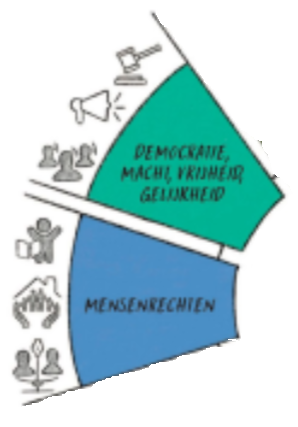 DEMOCRATIE,
MACHT, VRIJHEID,
GELIJKHEID
MENSENRECHTEN